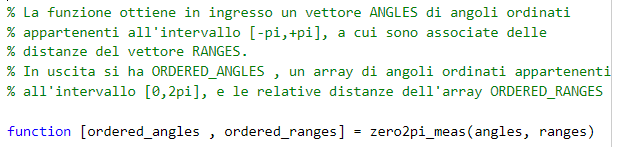 % La funzione ottiene in ingresso un vettore ANGLES di angoli ordinati
% appartenenti all'intervallo [-pi,+pi], a cui sono associate delle
% distanze del vettore RANGES.
% In uscita si ha ORDERED_ANGLES , un array di angoli ordinati appartenenti
% all'intervallo [0,2pi], e le relative distanze dell'array ORDERED_RANGES
function [ordered_angles , ordered_ranges] = zero2pi_meas(angles, ranges)